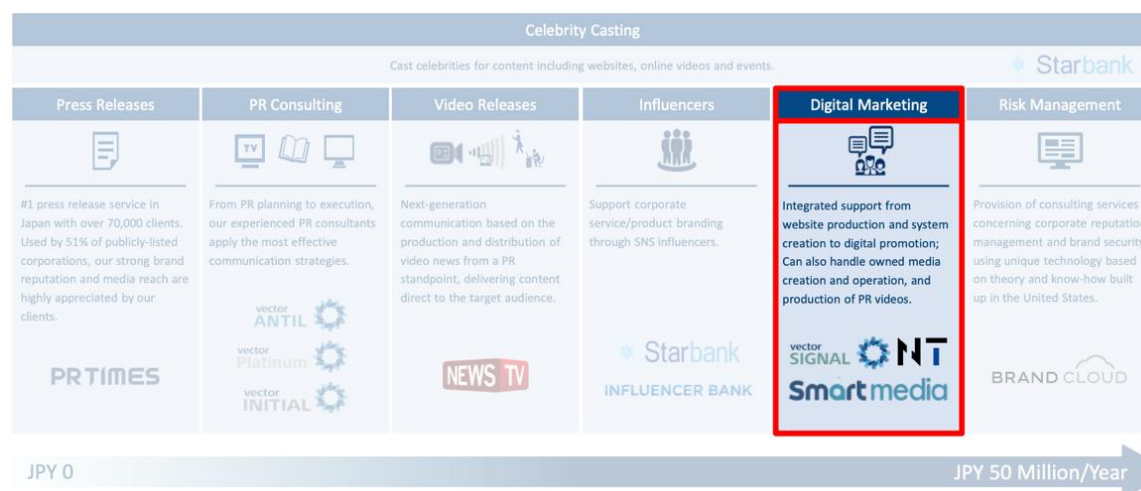 Celebrity Casting
Cast celebrities for content including websites, online videos and events.
Starbank
Press Releases
#1 press release service in
Japan with over 70,000 clients.
Used by 51% of publicly-listed
corporations, our strong brand
reputation and media reach are
highly appreciated by our
clients.
PRTIMES
PR Consulting
TV
From PR planning to execution,
our experienced PR consultants
apply the most effective
communication strategies.
vector
ANTIL
vector
Platinum
vector
INITIAL
Video Releases
Next-generation
communication based on the
production and distribution of
video news from a PR
standpoint, delivering content
direct to the target audience.
NEWS TV
Influencers
Support corporate
service/product branding
through SNS influencers.
Starbank
INFLUENCER BANK
Digital Marketing
Integrated support from
website production and system
creation to digital promotion;
Can also handle owned media
creation and operation, and
production of PR videos.
vector
SIGNAL
NT
Smartmedia
Risk Management
Provision of consulting services
concerning corporate reputation
management and brand security
using unique technology based
on theory and know-how built
up in the United States.
BRAND CLOUD
JPY 0
JPY 50 Million/Year